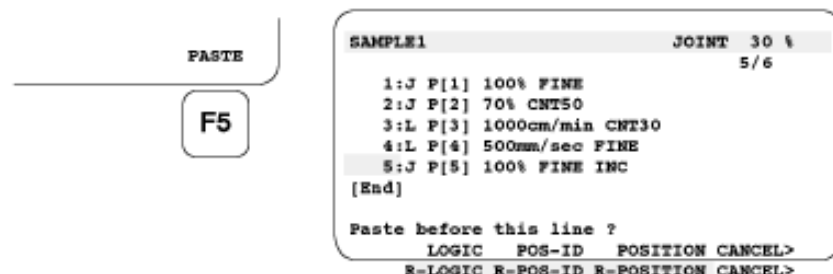 PASTE
F5
SAMPLE1 JOINT 30 %
5/6
1:J P[1] 100% FINE
2:J P[2] 70% CNT50
3:L P[3] 1000cm/min CNT30
4:L P[4] 500mm/sec FINE
5:J P[5] 100% FINE INC
[End]
Paste before this line ?
LOGIC POS-ID POSITION CANCEL>
R-LOGIC R-POS-ID R-POSITION CANCEL>